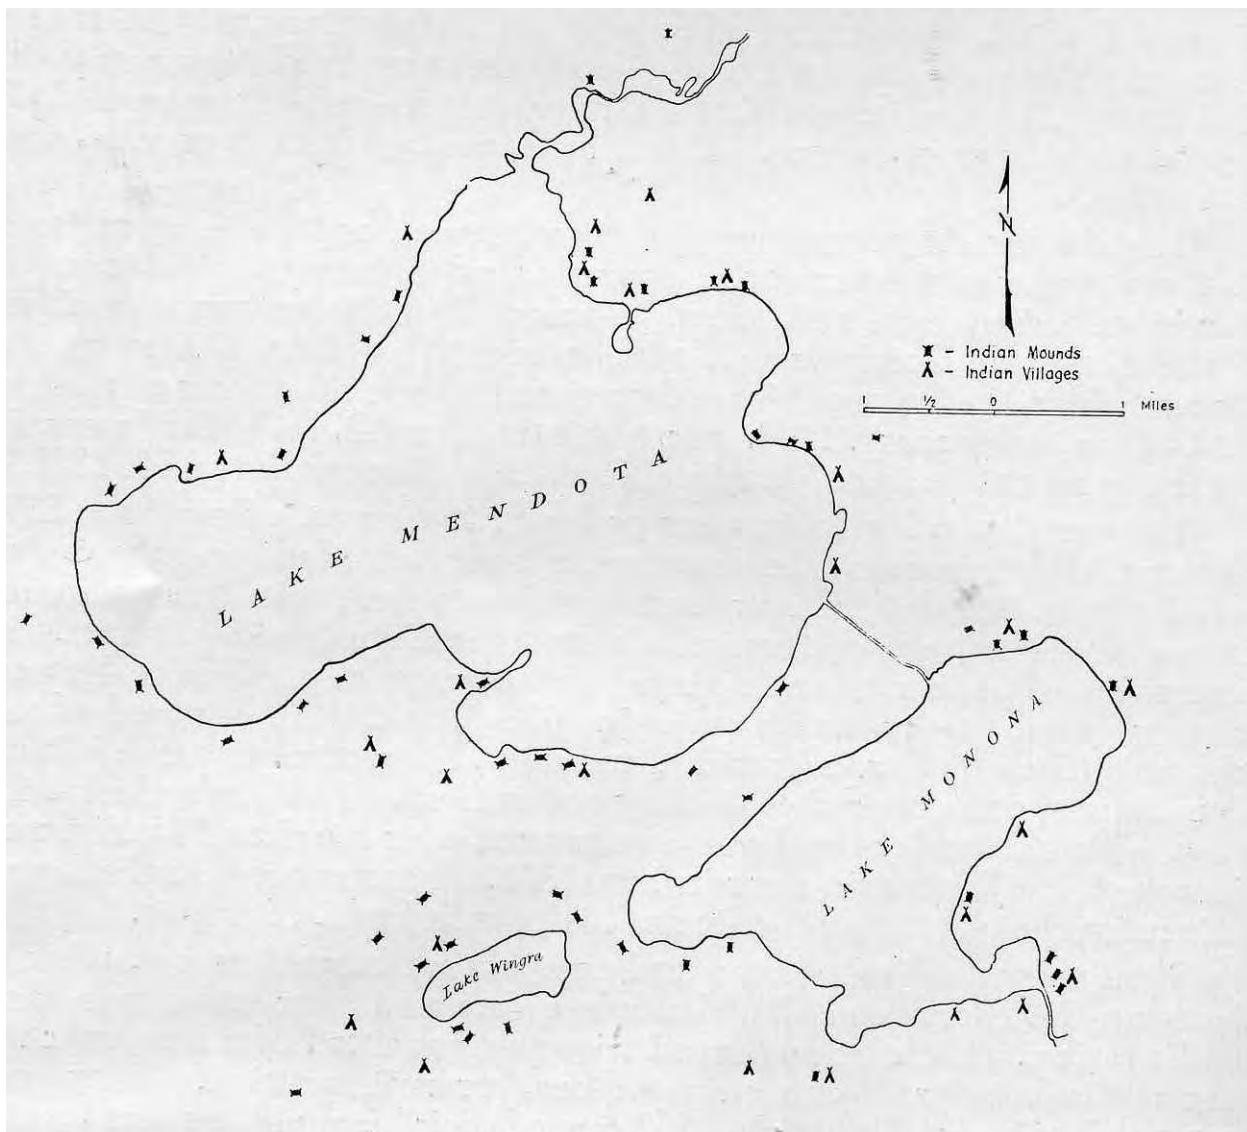 N
- Indian Mounds
- Indian Villages
1 1/2 0 1 Miles
LAKE MENDOTA
LAKE MONONA
Lake Wingra